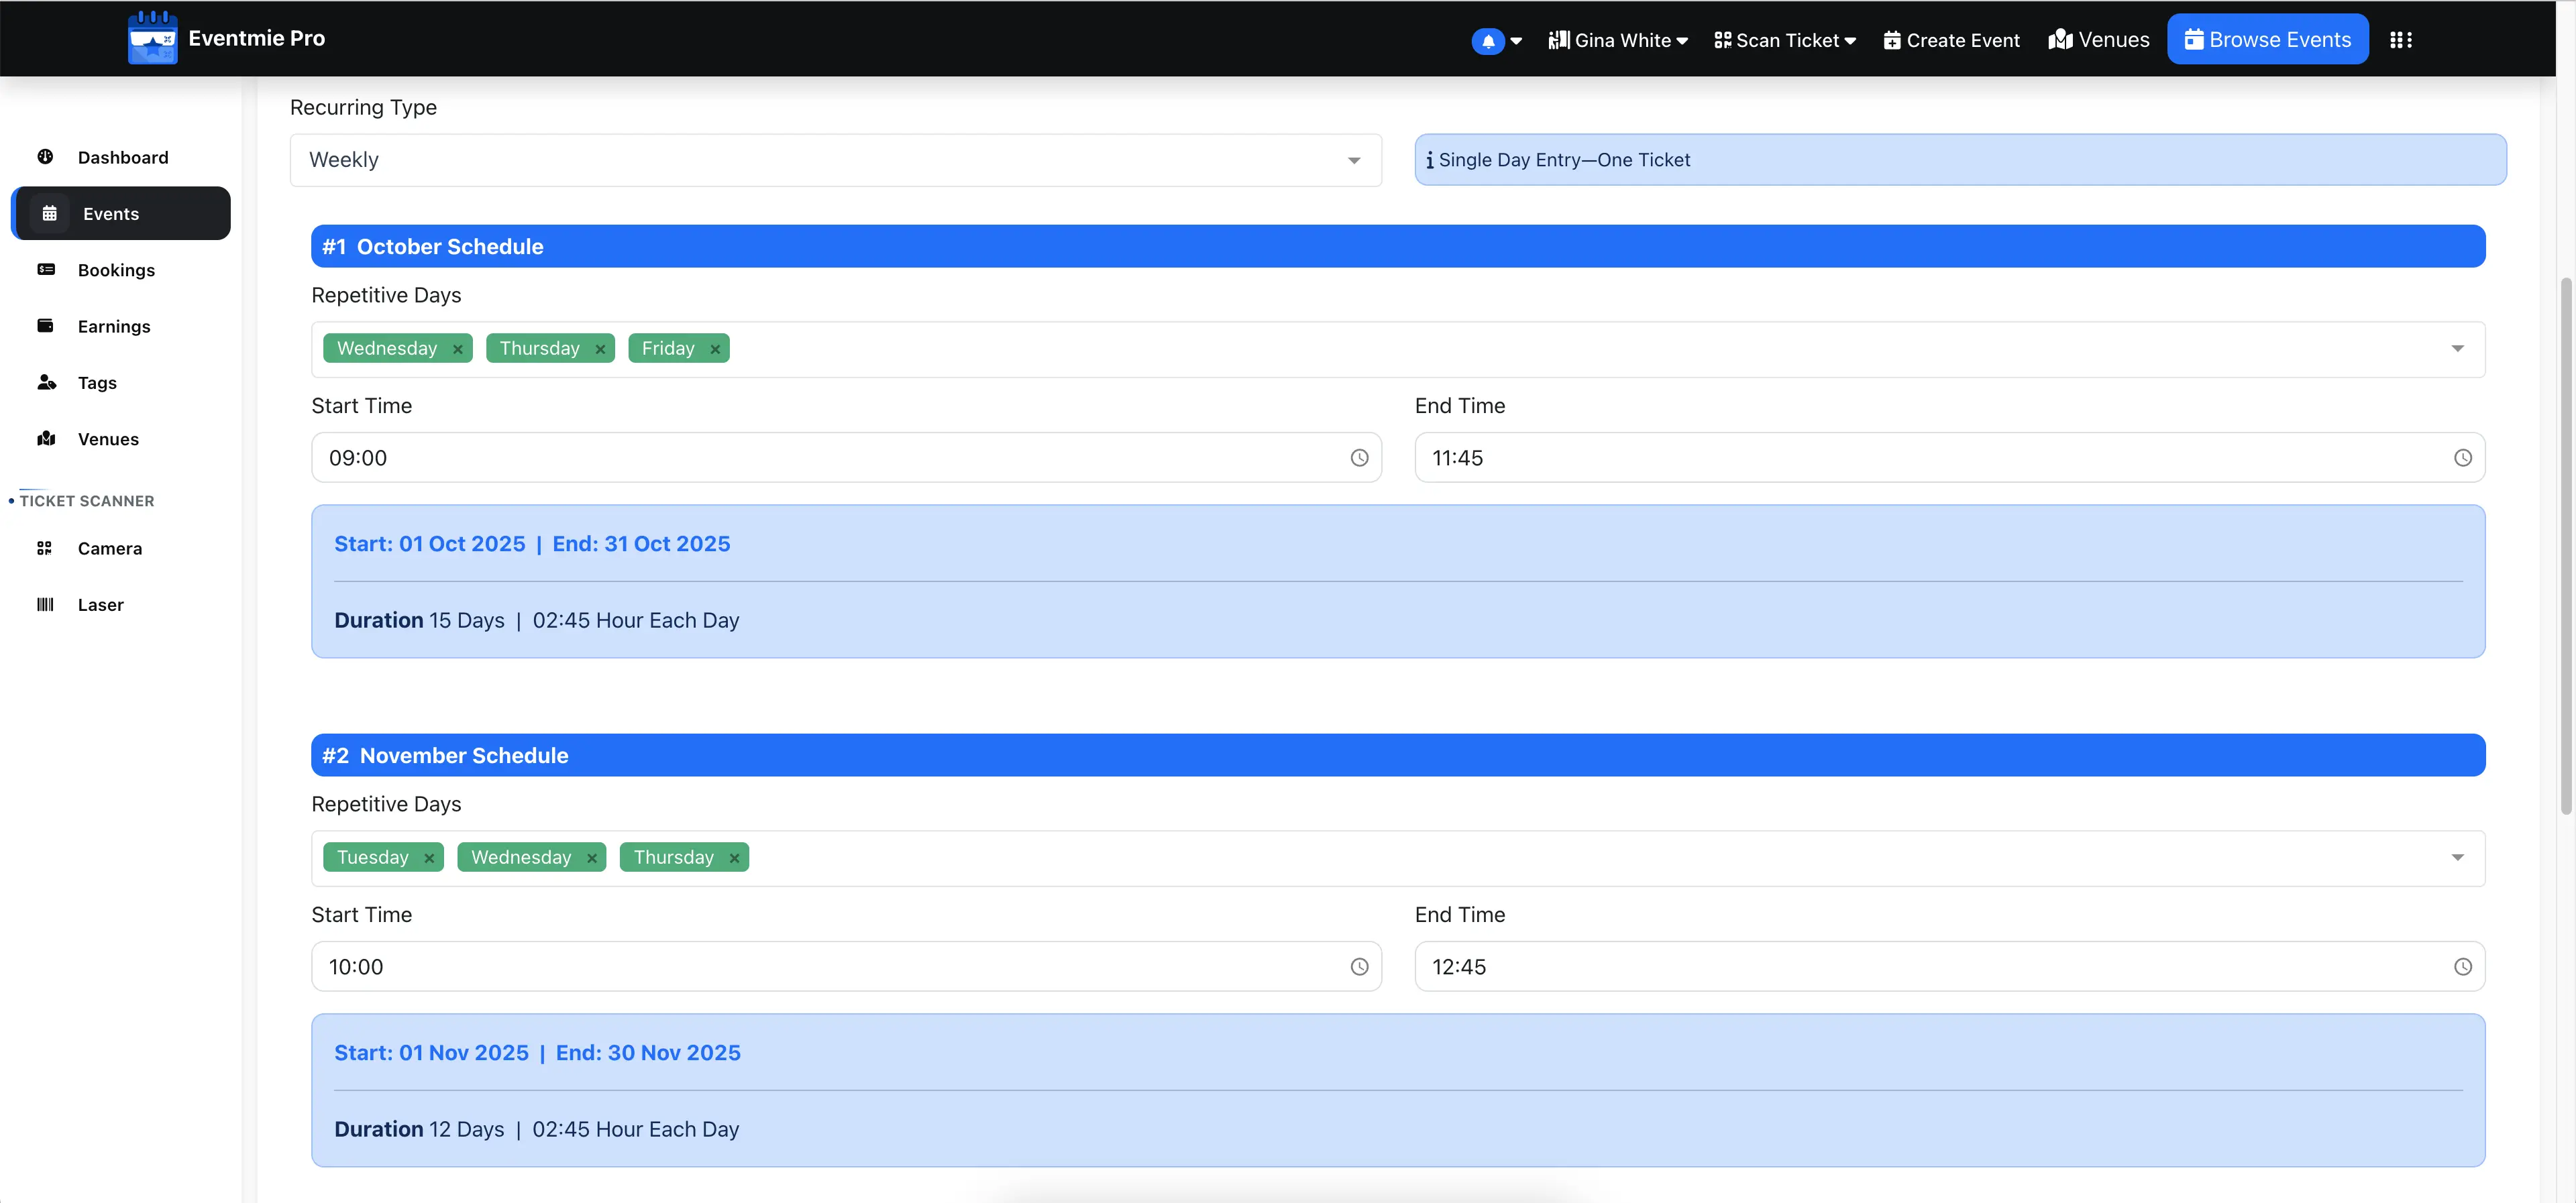 Eventmie Pro
Gina White
Scan Ticket
Create Event
Venues
Browse Events
Dashboard
Events
Bookings
Earnings
Tags
Venues
TICKET SCANNER
Camera
Laser
Recurring Type
Weekly
Single Day Entry—One Ticket
#1 October Schedule
Repetitive Days
Wednesday × Thursday × Friday ×
Start Time
End Time
09:00
11:45
Start: 01 Oct 2025 | End: 31 Oct 2025
Duration 15 Days | 02:45 Hour Each Day
#2 November Schedule
Repetitive Days
Tuesday × Wednesday × Thursday ×
Start Time
End Time
10:00
12:45
Start: 01 Nov 2025 | End: 30 Nov 2025
Duration 12 Days | 02:45 Hour Each Day